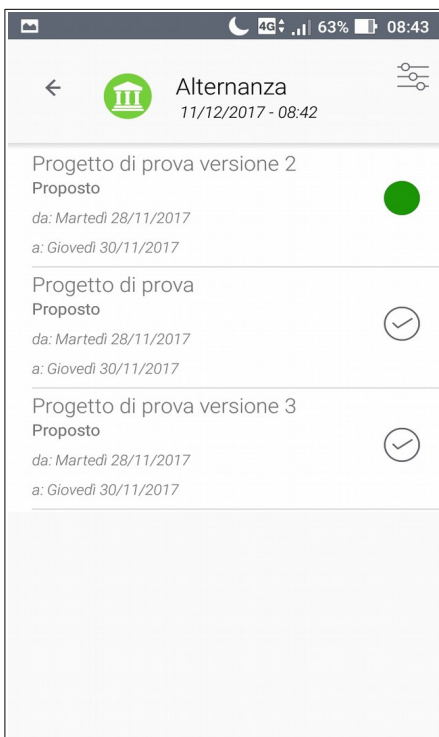 4G 63% 08:43
Alternanza
11/12/2017 - 08:42
Progetto di prova versione 2
Proposto
da: Martedì 28/11/2017
a: Giovedì 30/11/2017
Progetto di prova
Proposto
da: Martedì 28/11/2017
a: Giovedì 30/11/2017
Progetto di prova versione 3
Proposto
da: Martedì 28/11/2017
a: Giovedì 30/11/2017